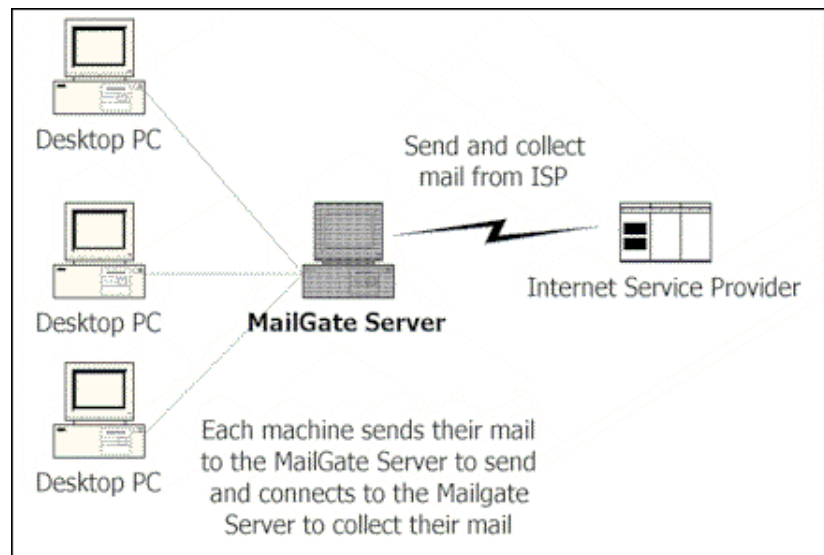 Desktop PC
Send and collect
mail from ISP
Desktop PC
MailGate Server
Internet Service Provider
Desktop PC
Each machine sends their mail
to the MailGate Server to send
and connects to the Mailgate
Server to collect their mail